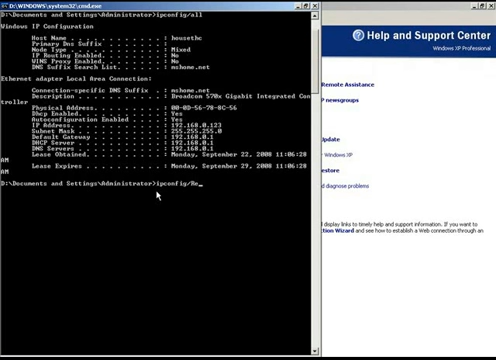 D:\WINDOWS\system32\cmd.exe
D:\Documents and Settings\Administrator>ipconfig/all
Windows IP Configuration
Host Name . . . . . . . . . . . . : housethc
Primary Dns Suffix . . . . . . . :
Node Type . . . . . . . . . . . . : Mixed
IP Routing Enabled. . . . . . . . : No
WINS Proxy Enabled. . . . . . . . : No
DNS Suffix Search List. . . . . . : mshome.net
Ethernet adapter Local Area Connection:
Connection-specific DNS Suffix . : mshome.net
Description . . . . . . . . . . . : Broadcom 570x Gigabit Integrated Con
troller
Physical Address. . . . . . . . . : 00-0D-56-78-8C-56
Dhcp Enabled. . . . . . . . . . . : Yes
Autoconfiguration Enabled . . . . : Yes
IP Address. . . . . . . . . . . . : 192.168.0.123
Subnet Mask . . . . . . . . . . . : 255.255.255.0
Default Gateway . . . . . . . . . : 192.168.0.1
DHCP Server . . . . . . . . . . . : 192.168.0.1
DNS Servers . . . . . . . . . . . : 192.168.0.1
Lease Obtained. . . . . . . . . . : Monday, September 22, 2008 11:06:28
AM
Lease Expires . . . . . . . . . . : Monday, September 29, 2008 11:06:28
AM
D:\Documents and Settings\Administrator>ipconfig/Re_
Help and Support Center
Windows XP Professional
Remote Assistance
P newsgroups
Update
Windows XP
estore
d diagnose problems
display links to timely help and support information. If you want to
ction Wizard and see how to establish a Web connection through an